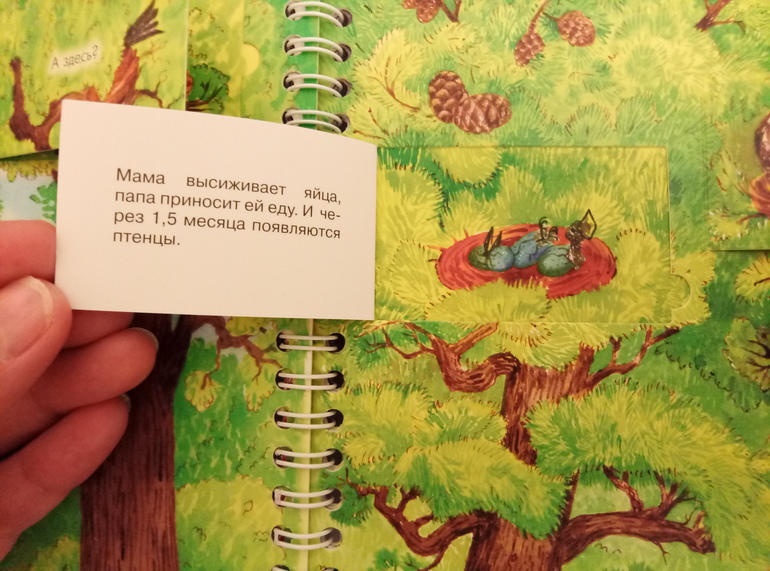 А здесь?
Мама высиживает яйца,
папа приносит ей еду. И че-
рез 1,5 месяца появляются
птенцы.